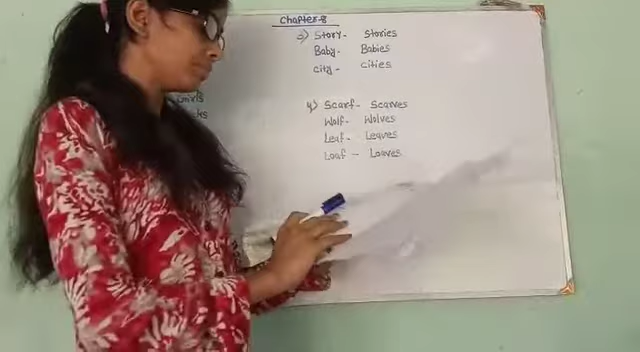 Chapter-8
3) Story- Stories
Baby- Babies
City- Cities
4) Scarf- Scarves
Wolf- Wolves
Leaf- Leaves
Loaf - Loaves